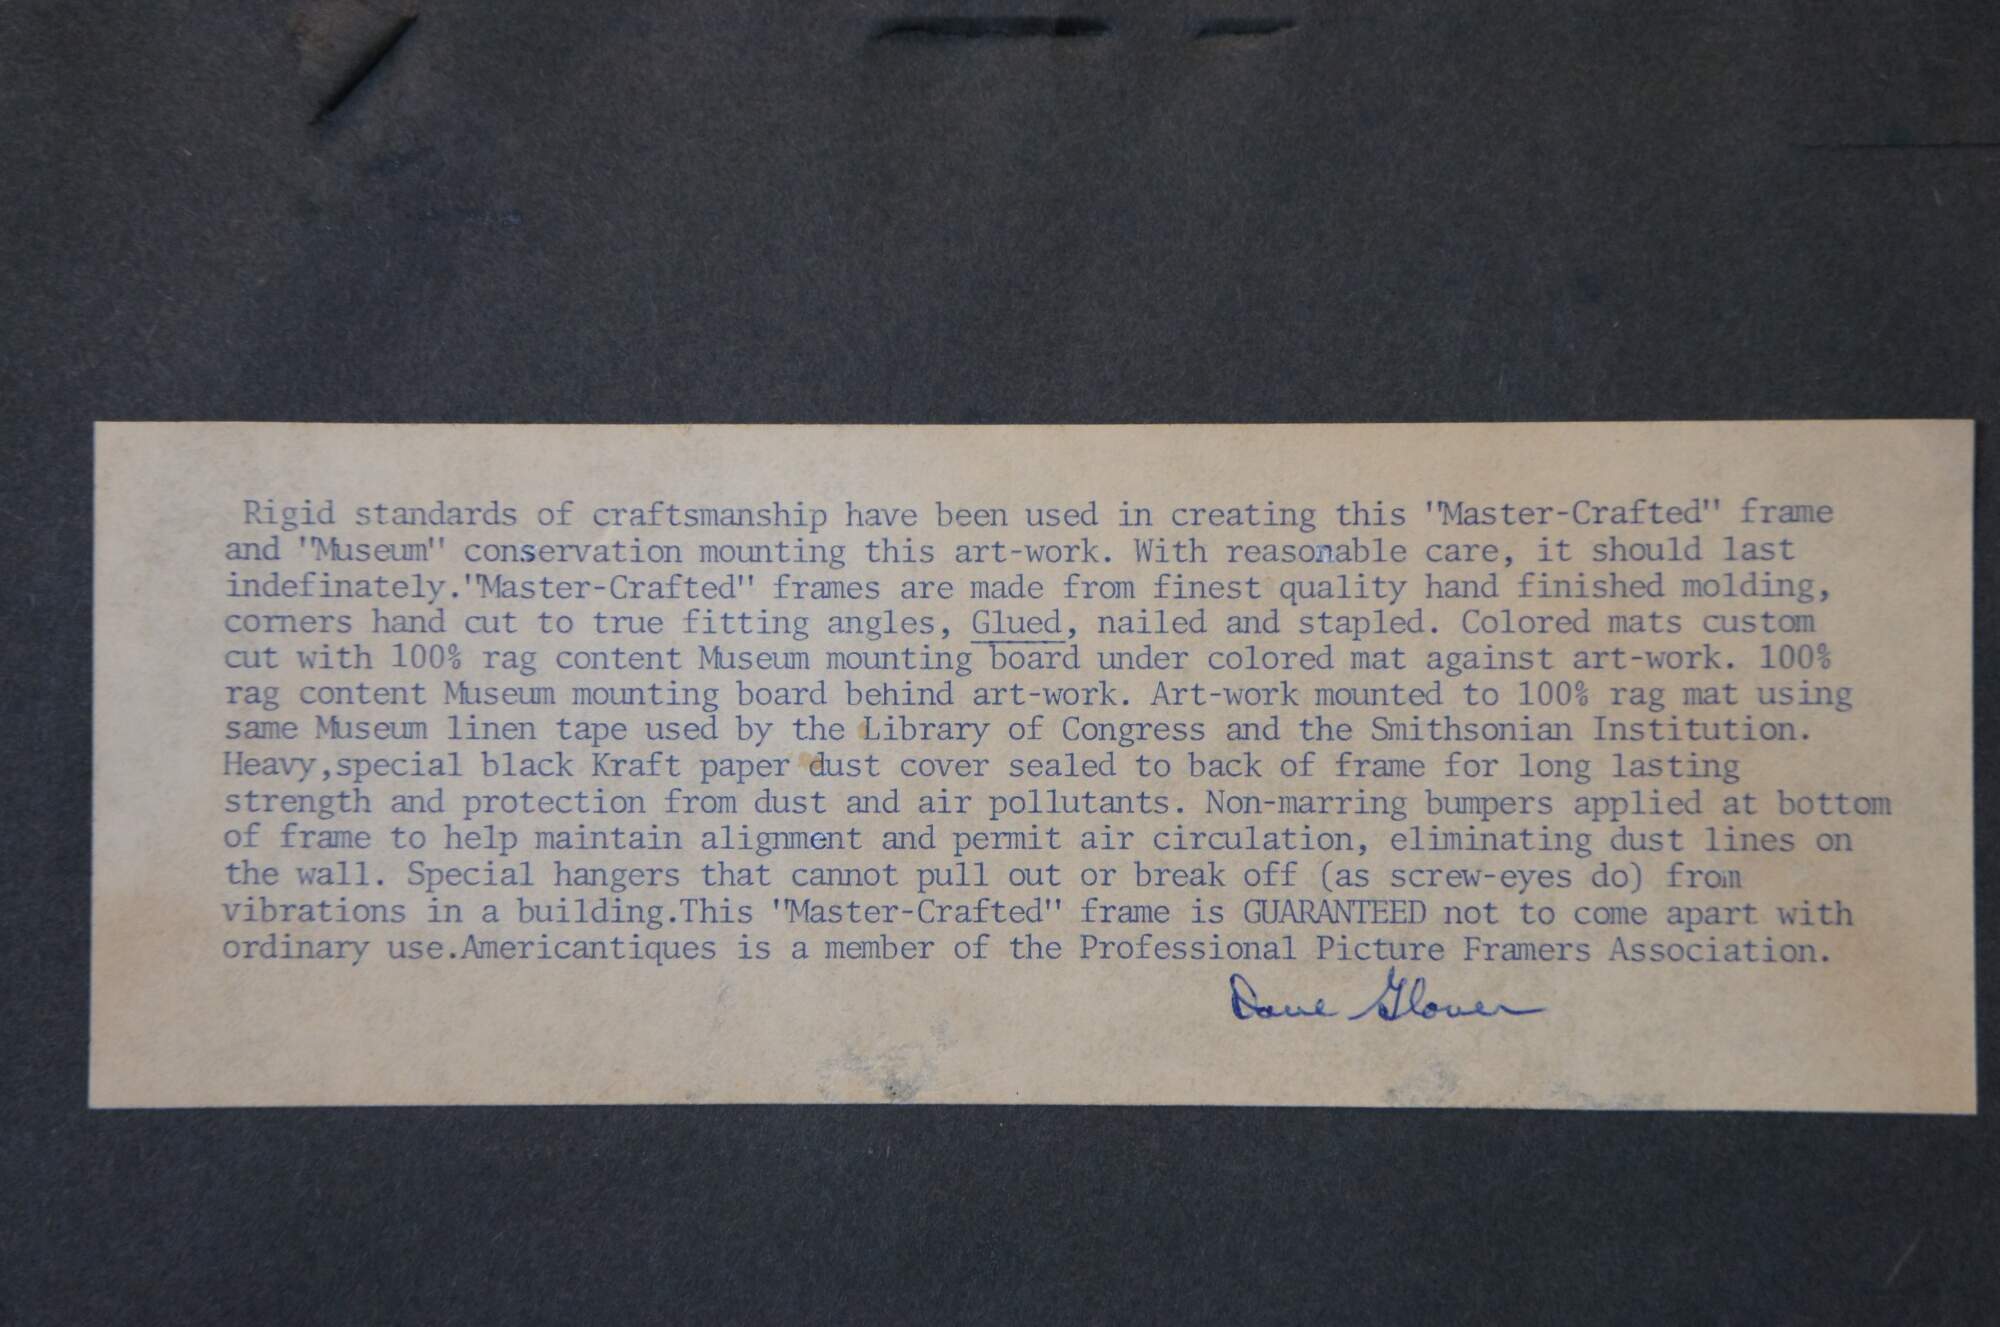 Rigid standards of craftsmanship have been used in creating this "Master-Crafted" frame
and "Museum" conservation mounting this art-work. With reasonable care, it should last
indefinately."Master-Crafted" frames are made from finest quality hand finished molding,
corners hand cut to true fitting angles, Glued, nailed and stapled. Colored mats custom
cut with 100% rag content Museum mounting board under colored mat against art-work. 100%
rag content Museum mounting board behind art-work. Art-work mounted to 100% rag mat using
same Museum linen tape used by the Library of Congress and the Smithsonian Institution.
Heavy,special black Kraft paper dust cover sealed to back of frame for long lasting
strength and protection from dust and air pollutants. Non-marring bumpers applied at bottom
of frame to help maintain alignment and permit air circulation, eliminating dust lines on
the wall. Special hangers that cannot pull out or break off (as screw-eyes do) from
vibrations in a building.This "Master-Crafted" frame is GUARANTEED not to come apart with
ordinary use.Americantiques is a member of the Professional Picture Framers Association.
Dave Glover